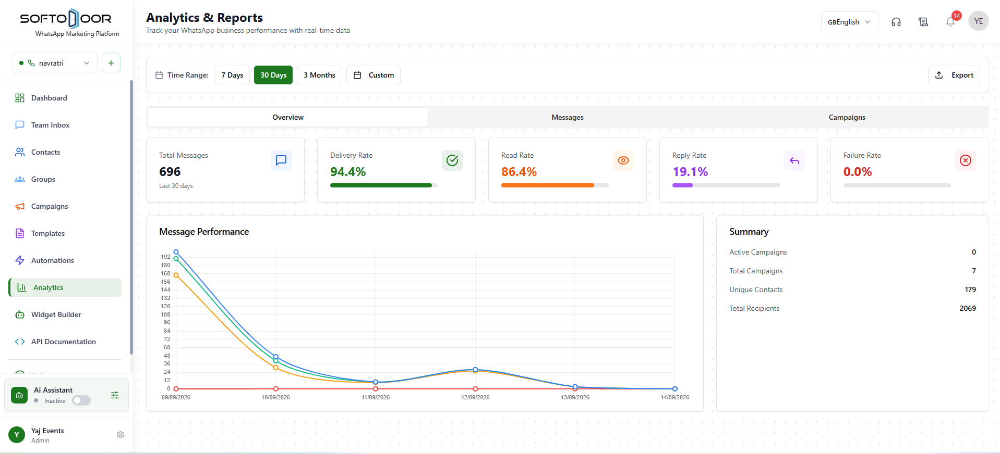 SOFTODOOR
WhatsApp Marketing Platform
navratri
Dashboard
Team Inbox
Contacts
Groups
Campaigns
Templates
Automations
Analytics
Widget Builder
API Documentation
AI Assistant
Inactive
Y
Yaj Events
Admin
Analytics & Reports
Track your WhatsApp business performance with real-time data
GBEnglish
14
YE
Time Range:
7 Days
30 Days
3 Months
Custom
Export
Overview
Messages
Campaigns
Total Messages
696
Last 30 days
Delivery Rate
94.4%
Read Rate
86.4%
Reply Rate
19.1%
Failure Rate
0.0%
Message Performance
192
180
168
156
144
132
120
108
96
84
72
60
48
36
24
12
0
09/09/2026
10/09/2026
11/09/2026
12/09/2026
13/09/2026
14/09/2026
Summary
Active Campaigns 0
Total Campaigns 7
Unique Contacts 179
Total Recipients 2069